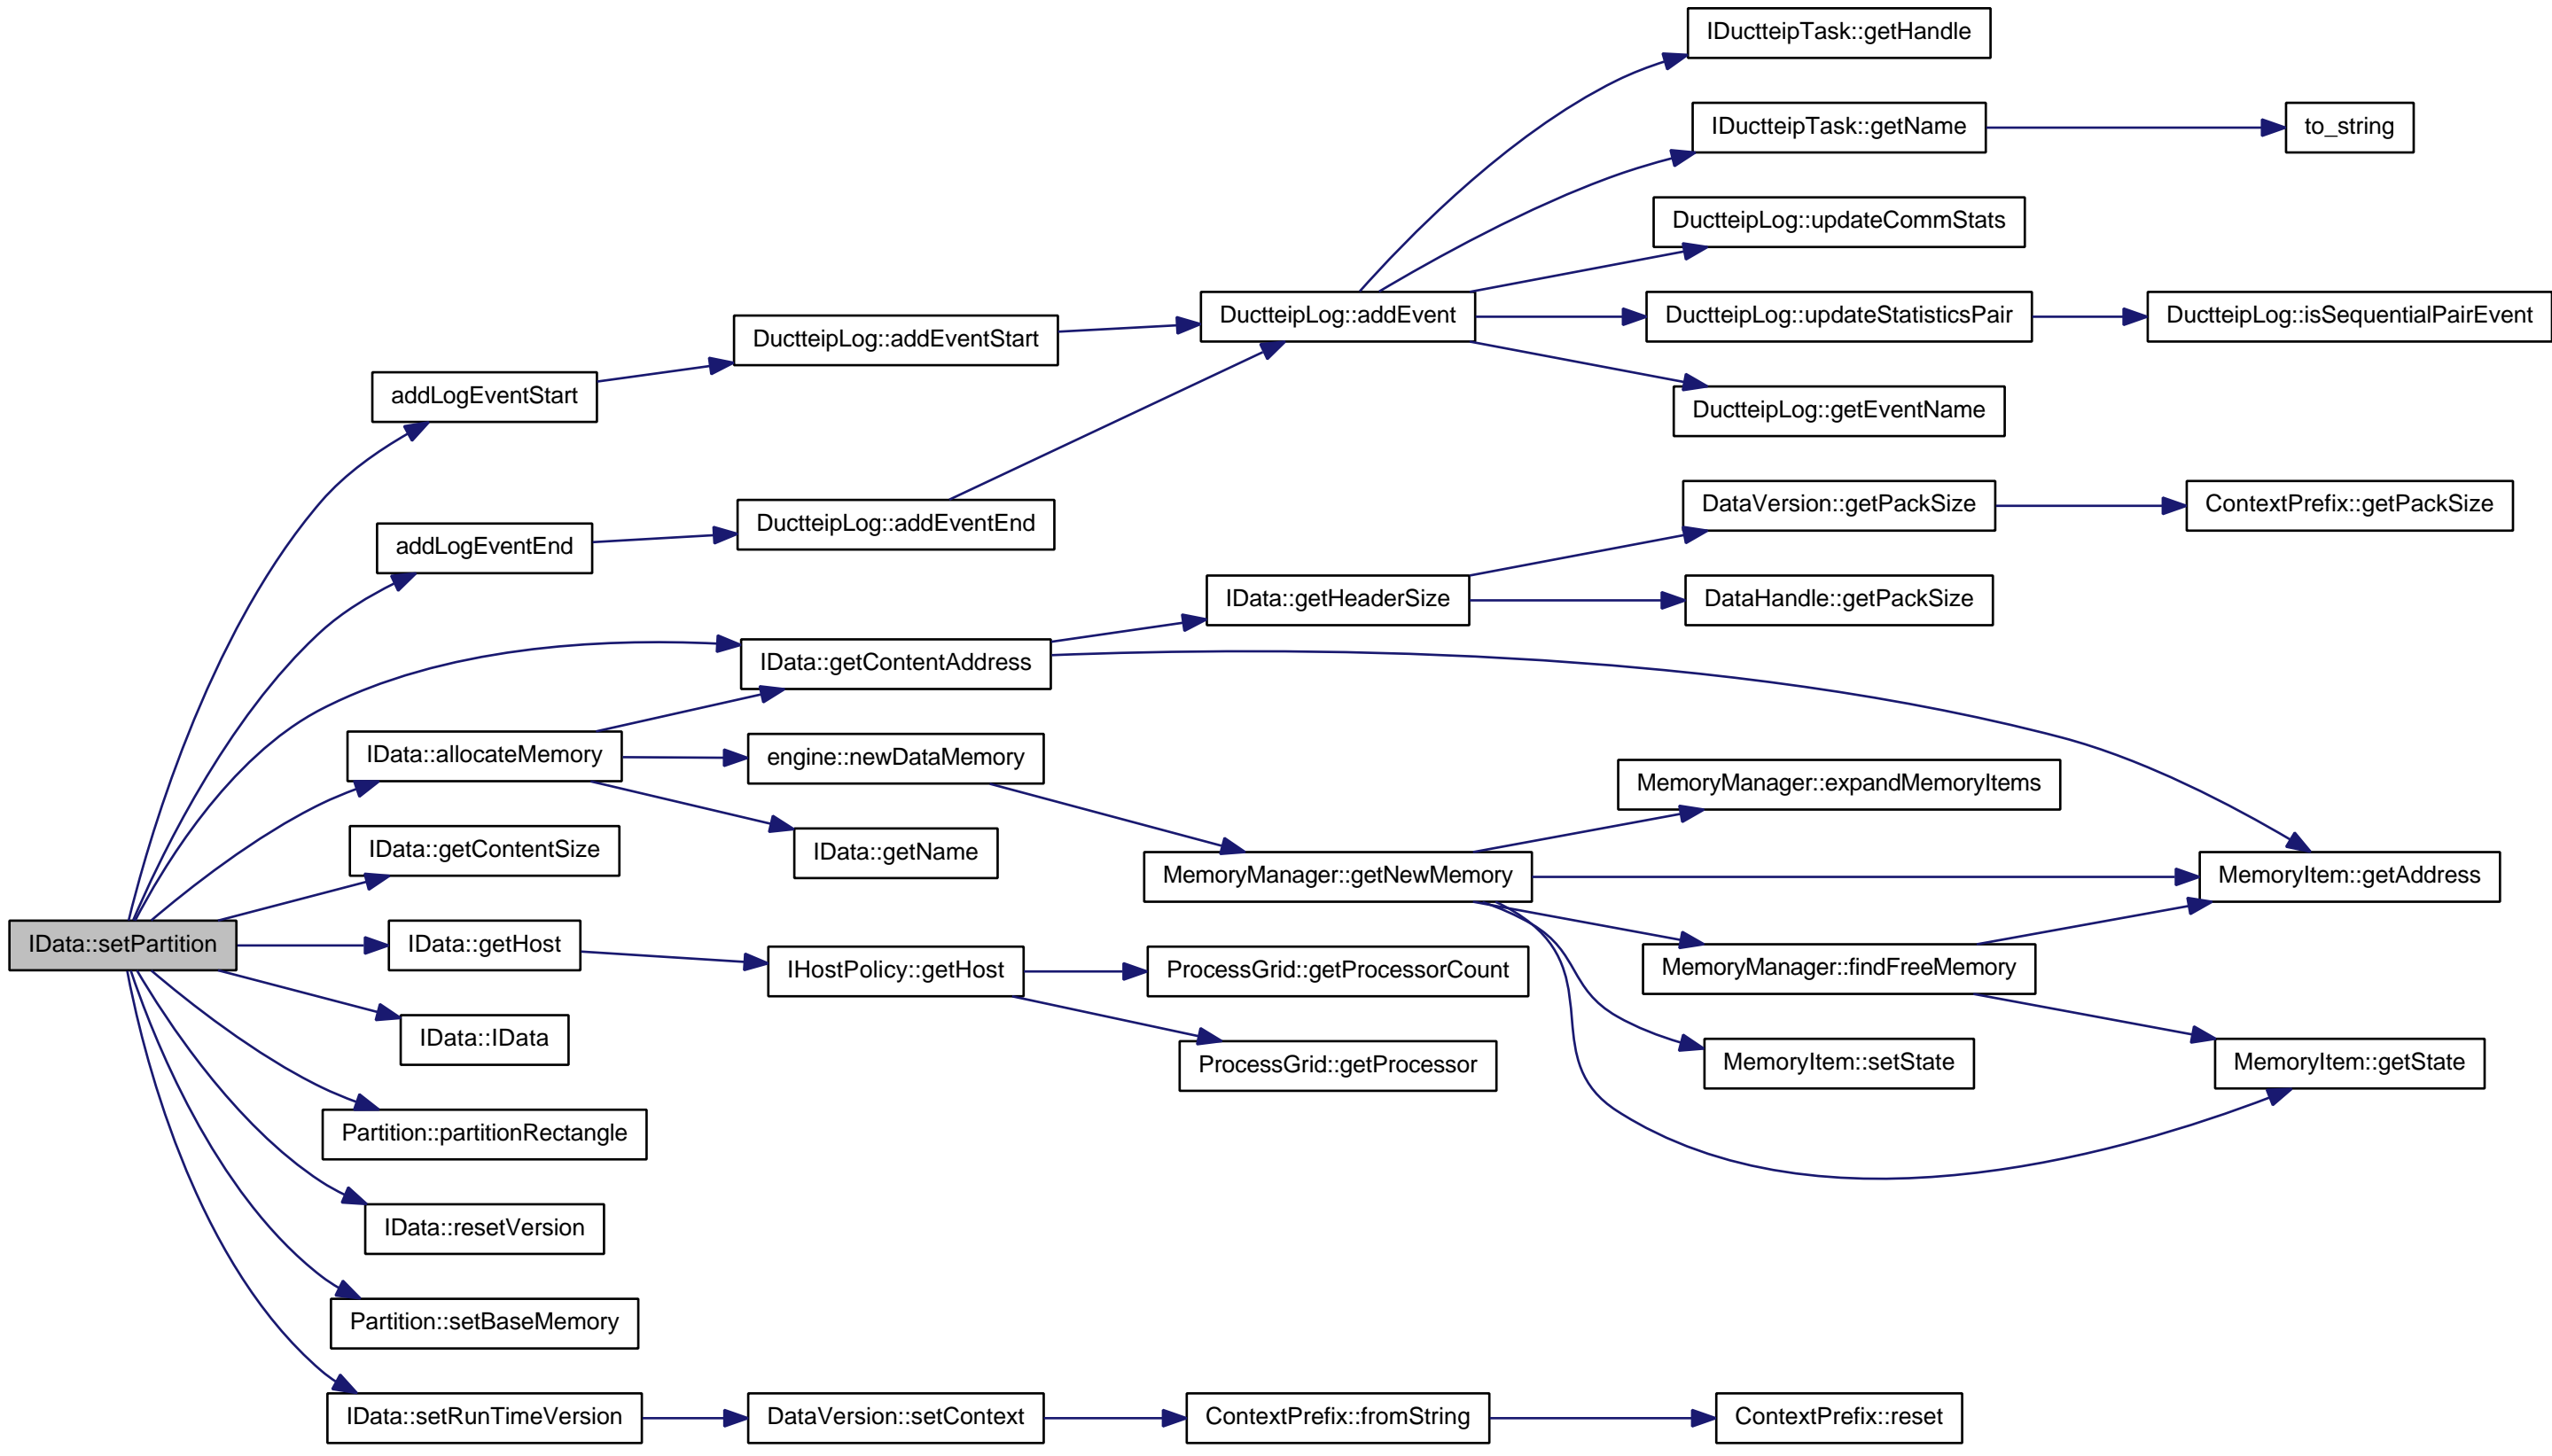 IDuctteipTask::getHandle
IDuctteipTask::getName
to_string
DuctteipLog::updateCommStats
DuctteipLog::addEvent
DuctteipLog::updateStatisticsPair
DuctteipLog::isSequentialPairEvent
DuctteipLog::addEventStart
addLogEventStart
DuctteipLog::getEventName
DataVersion::getPackSize
ContextPrefix::getPackSize
DuctteipLog::addEventEnd
addLogEventEnd
IData::getHeaderSize
DataHandle::getPackSize
IData::getContentAddress
IData::allocateMemory
engine::newDataMemory
MemoryManager::expandMemoryItems
IData::getContentSize
IData::getName
MemoryManager::getNewMemory
MemoryItem::getAddress
IData::setPartition
IData::getHost
IHostPolicy::getHost
ProcessGrid::getProcessorCount
MemoryManager::findFreeMemory
IData::IData
ProcessGrid::getProcessor
MemoryItem::setState
MemoryItem::getState
Partition::partitionRectangle
IData::resetVersion
Partition::setBaseMemory
IData::setRunTimeVersion
DataVersion::setContext
ContextPrefix::fromString
ContextPrefix::reset